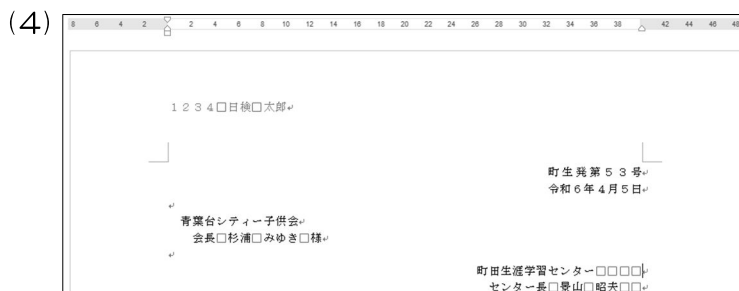 (4)
8 6 4 2 2 4 6 8 10 12 14 16 18 20 22 24 26 28 30 32 34 36 38 42 44 46 48
1234□日検□太郎↵
町生発第53号↵
令和6年4月5日↵
↵
青葉台シティー子供会↵
会長□杉浦□みゆき□様↵
↵
町田生涯学習センター□□□□↵
センター長□景山□昭夫□□↵